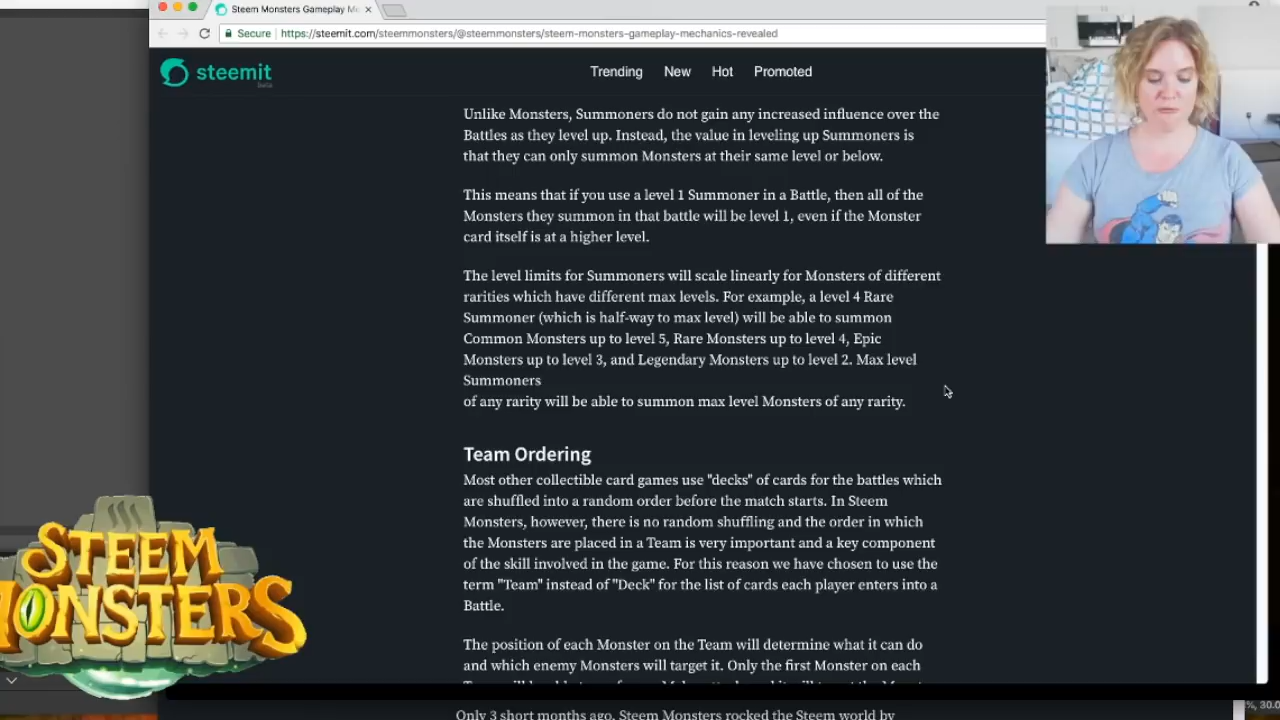 Steem Monsters Gameplay Me
Secure | https://steemit.com/steemmonsters/@steemmonsters/steem-monsters-gameplay-mechanics-revealed
steemit
beta
Trending New Hot Promoted
Unlike Monsters, Summoners do not gain any increased influence over the
Battles as they level up. Instead, the value in leveling up Summoners is
that they can only summon Monsters at their same level or below.
This means that if you use a level 1 Summoner in a Battle, then all of the
Monsters they summon in that battle will be level 1, even if the Monster
card itself is at a higher level.
The level limits for Summoners will scale linearly for Monsters of different
rarities which have different max levels. For example, a level 4 Rare
Summoner (which is half-way to max level) will be able to summon
Common Monsters up to level 5, Rare Monsters up to level 4, Epic
Monsters up to level 3, and Legendary Monsters up to level 2. Max level
Summoners
of any rarity will be able to summon max level Monsters of any rarity.
Team Ordering
Most other collectible card games use "decks" of cards for the battles which
are shuffled into a random order before the match starts. In Steem
Monsters, however, there is no random shuffling and the order in which
the Monsters are placed in a Team is very important and a key component
of the skill involved in the game. For this reason we have chosen to use the
term "Team" instead of "Deck" for the list of cards each player enters into a
Battle.
The position of each Monster on the Team will determine what it can do
and which enemy Monsters will target it. Only the first Monster on each
STEEM
MONSTERS
Only 3 short months ago, Steem Monsters rocked the Steem world by
%, 30.0